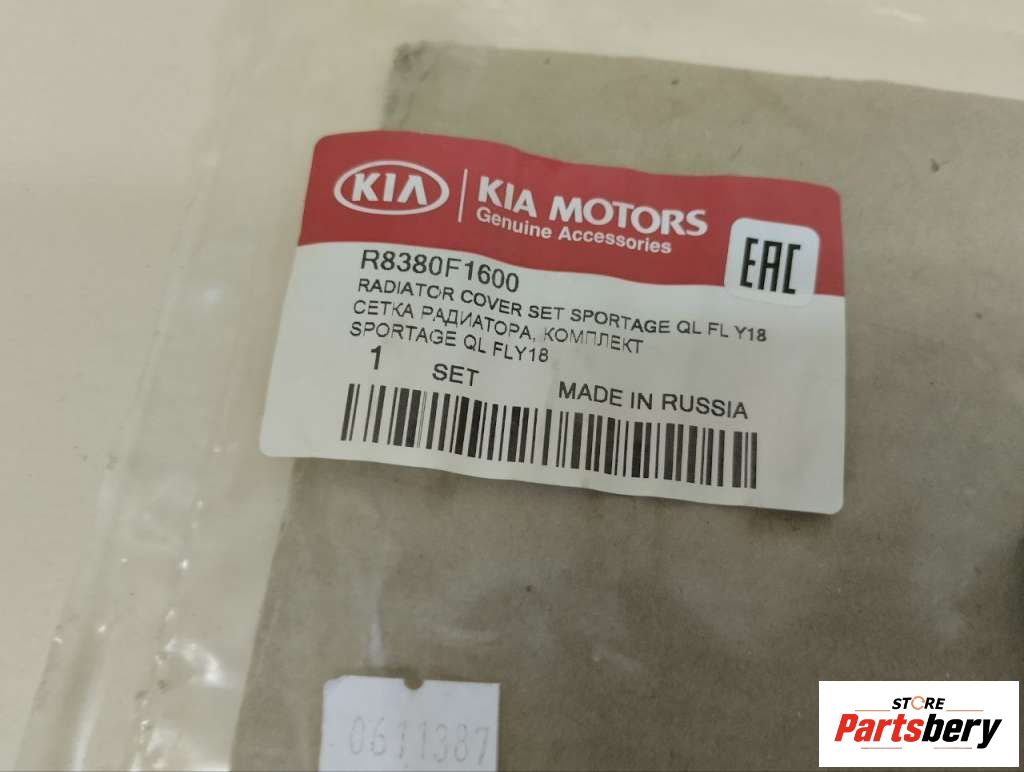 KIA
KIA MOTORS
Genuine Accessories
EAC
R8380F1600
RADIATOR COVER SET SPORTAGE QL FL Y18
СЕТКА РАДИАТОРА, КОМПЛЕКТ
SPORTAGE QL FLY18
1 SET MADE IN RUSSIA
0611387
STORE
Partsbery